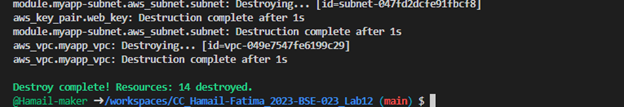 module.myapp-subnet.aws_subnet.subnet: Destroying... [id=subnet-047fd2dcfe91fbcf8]
aws_key_pair.web_key: Destruction complete after 1s
module.myapp-subnet.aws_subnet.subnet: Destruction complete after 1s
aws_vpc.myapp_vpc: Destroying... [id=vpc-049e7547fe6199c29]
aws_vpc.myapp_vpc: Destruction complete after 1s
Destroy complete! Resources: 14 destroyed.
@Hamail-maker ➜/workspaces/CC_Hamail-Fatima_2023-BSE-023_Lab12 (main) $